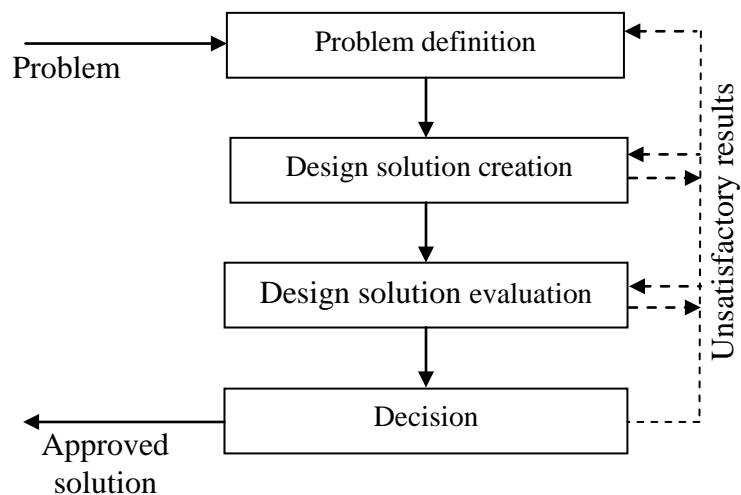 Problem definition
Problem
Design solution creation
Unsatisfactory results
Design solution evaluation
Decision
Approved
solution